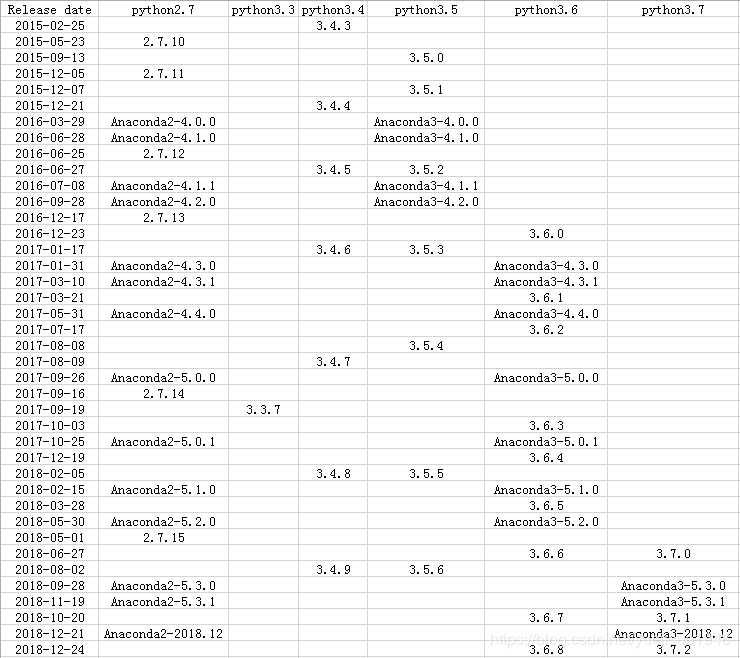 Release date python2.7 python3.3 python3.4 python3.5 python3.6 python3.7
2015-02-25 3.4.3
2015-05-23 2.7.10
2015-09-13 3.5.0
2015-12-05 2.7.11
2015-12-07 3.5.1
2015-12-21 3.4.4
2016-03-29 Anaconda2-4.0.0 Anaconda3-4.0.0
2016-06-28 Anaconda2-4.1.0 Anaconda3-4.1.0
2016-06-25 2.7.12
2016-06-27 3.4.5 3.5.2
2016-07-08 Anaconda2-4.1.1 Anaconda3-4.1.1
2016-09-28 Anaconda2-4.2.0 Anaconda3-4.2.0
2016-12-17 2.7.13
2016-12-23 3.6.0
2017-01-17 3.4.6 3.5.3
2017-01-31 Anaconda2-4.3.0 Anaconda3-4.3.0
2017-03-10 Anaconda2-4.3.1 Anaconda3-4.3.1
2017-03-21 3.6.1
2017-05-31 Anaconda2-4.4.0 Anaconda3-4.4.0
2017-07-17 3.6.2
2017-08-08 3.5.4
2017-08-09 3.4.7
2017-09-26 Anaconda2-5.0.0 Anaconda3-5.0.0
2017-09-16 2.7.14
2017-09-19 3.3.7
2017-10-03 3.6.3
2017-10-25 Anaconda2-5.0.1 Anaconda3-5.0.1
2017-12-19 3.6.4
2018-02-05 3.4.8 3.5.5
2018-02-15 Anaconda2-5.1.0 Anaconda3-5.1.0
2018-03-28 3.6.5
2018-05-30 Anaconda2-5.2.0 Anaconda3-5.2.0
2018-05-01 2.7.15
2018-06-27 3.6.6 3.7.0
2018-08-02 3.4.9 3.5.6
2018-09-28 Anaconda2-5.3.0 Anaconda3-5.3.0
2018-11-19 Anaconda2-5.3.1 Anaconda3-5.3.1
2018-10-20 3.6.7 3.7.1
2018-12-21 Anaconda2-2018.12 Anaconda3-2018.12
2018-12-24 3.6.8 3.7.2